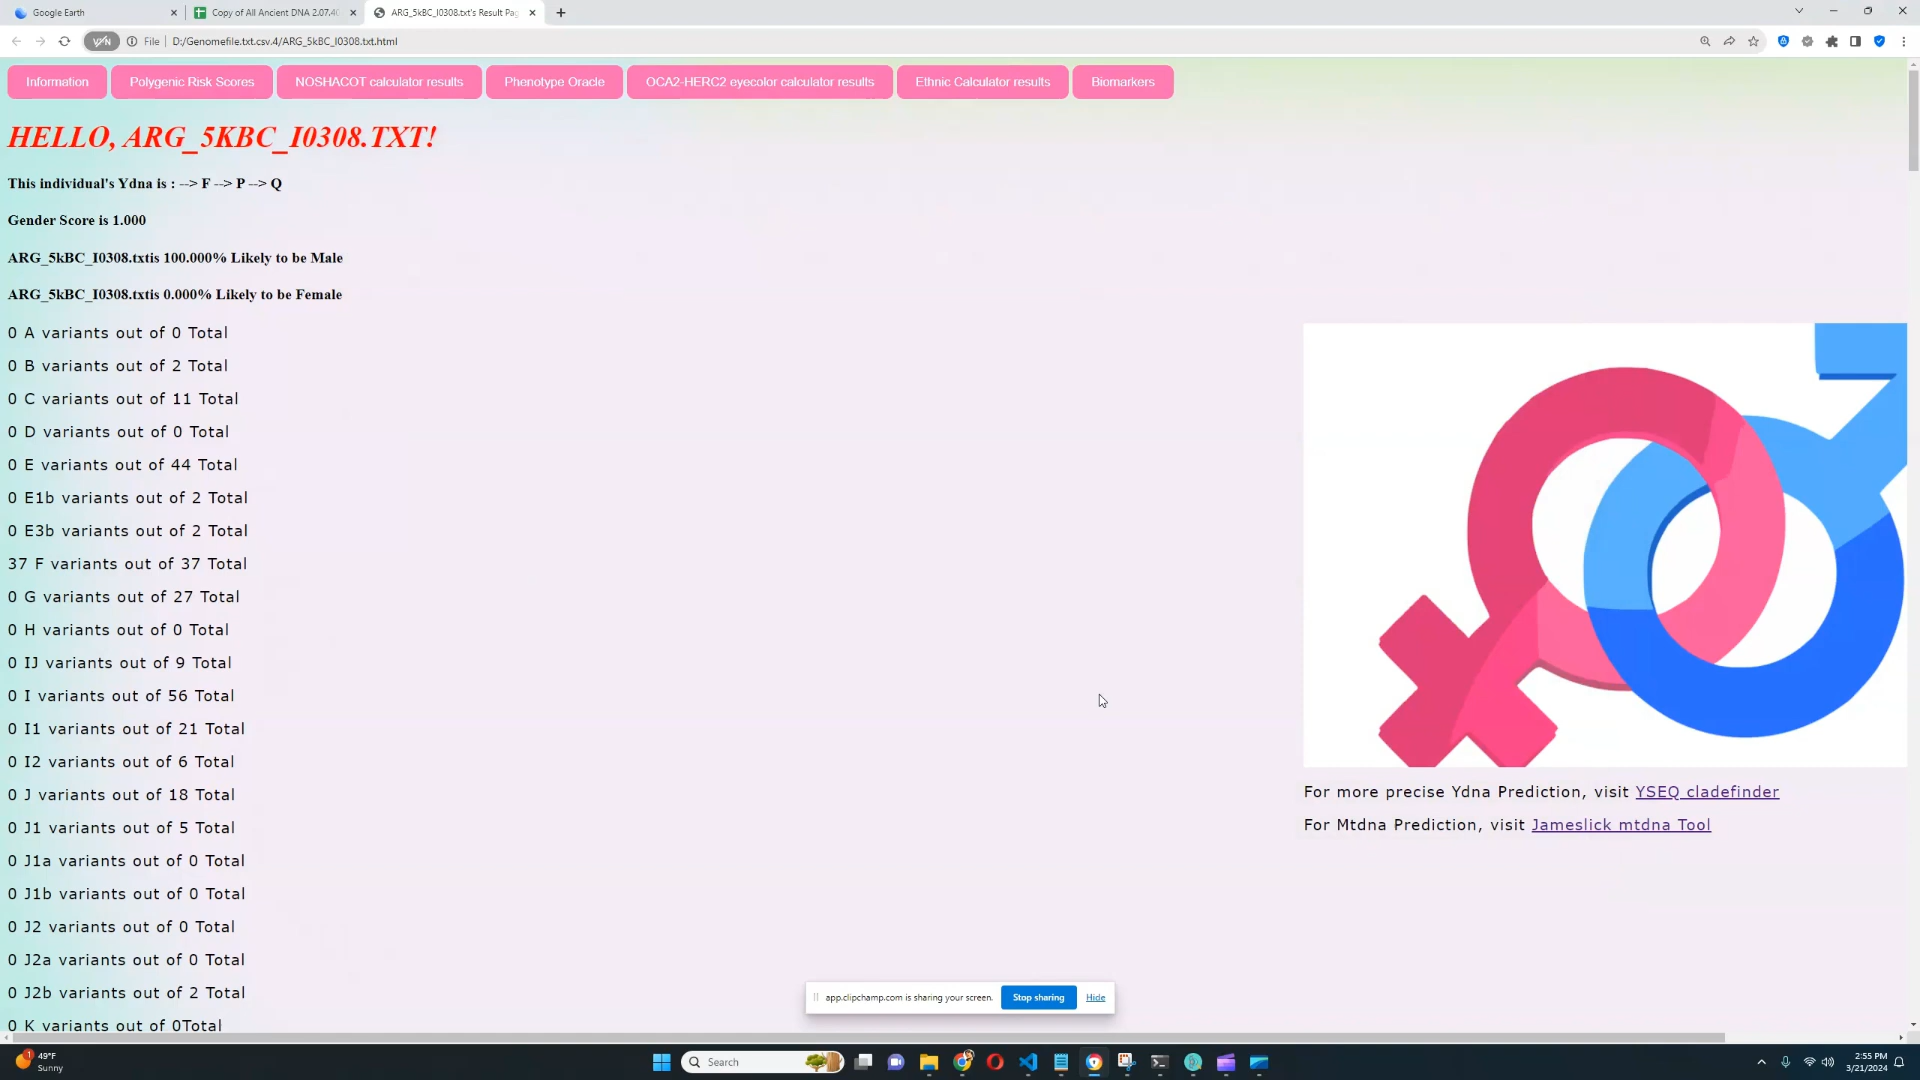 Google Earth
Copy of All Ancient DNA 2.07.40
ARG_5kBC_I0308.txt's Result Pag
VPN
File
D:/Genomefile.txt.csv.4/ARG_5kBC_I0308.txt.html
Information
Polygenic Risk Scores
NOSHACOT calculator results
Phenotype Oracle
OCA2-HERC2 eyecolor calculator results
Ethnic Calculator results
Biomarkers
HELLO, ARG_5KBC_I0308.TXT!
This individual's Ydna is : --> F --> P --> Q
Gender Score is 1.000
ARG_5kBC_I0308.txtis 100.000% Likely to be Male
ARG_5kBC_I0308.txtis 0.000% Likely to be Female
0 A variants out of 0 Total
0 B variants out of 2 Total
0 C variants out of 11 Total
0 D variants out of 0 Total
0 E variants out of 44 Total
0 E1b variants out of 2 Total
0 E3b variants out of 2 Total
37 F variants out of 37 Total
0 G variants out of 27 Total
0 H variants out of 0 Total
0 IJ variants out of 9 Total
0 I variants out of 56 Total
0 I1 variants out of 21 Total
0 I2 variants out of 6 Total
0 J variants out of 18 Total
0 J1 variants out of 5 Total
0 J1a variants out of 0 Total
0 J1b variants out of 0 Total
0 J2 variants out of 0 Total
0 J2a variants out of 0 Total
0 J2b variants out of 2 Total
0 K variants out of 0Total
For more precise Ydna Prediction, visit YSEQ cladefinder
For Mtdna Prediction, visit Jameslick mtdna Tool
app.clipchamp.com is sharing your screen.
Stop sharing
Hide
1
49°F
Sunny
Search
2:55 PM
3/21/2024